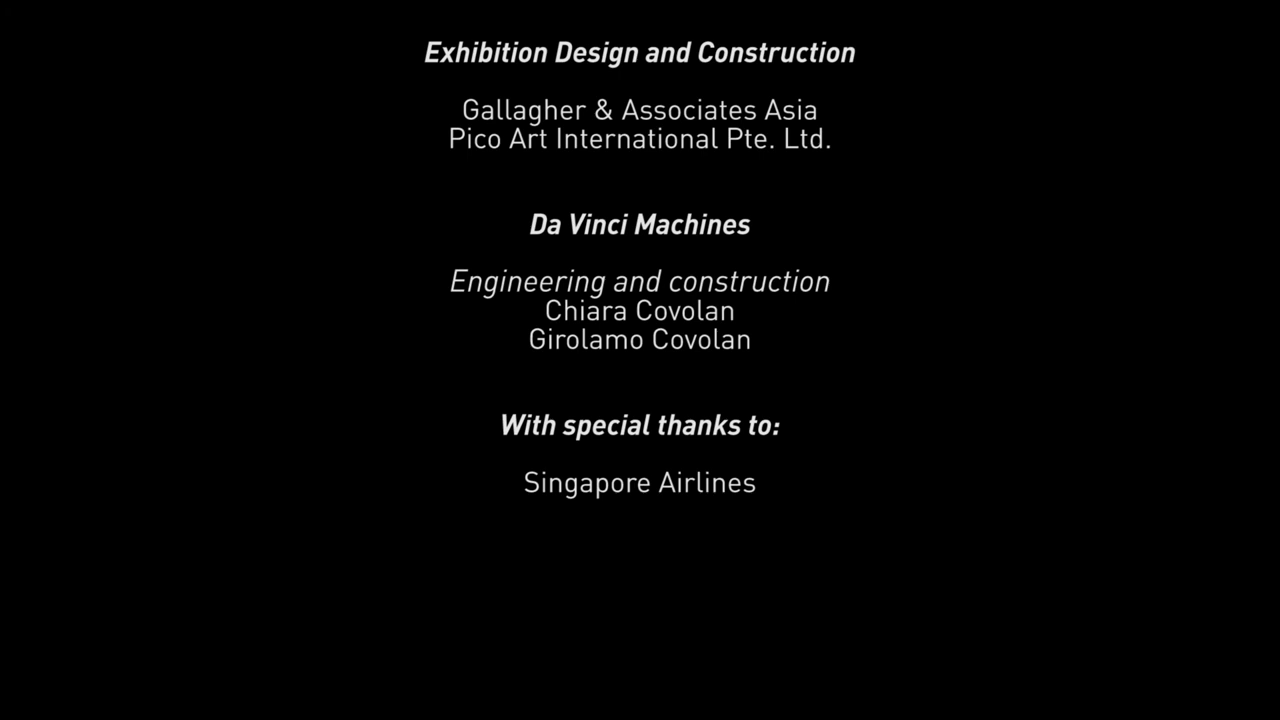 Exhibition Design and Construction
Gallagher & Associates Asia
Pico Art International Pte. Ltd.
Da Vinci Machines
Engineering and construction
Chiara Covolan
Girolamo Covolan
With special thanks to:
Singapore Airlines